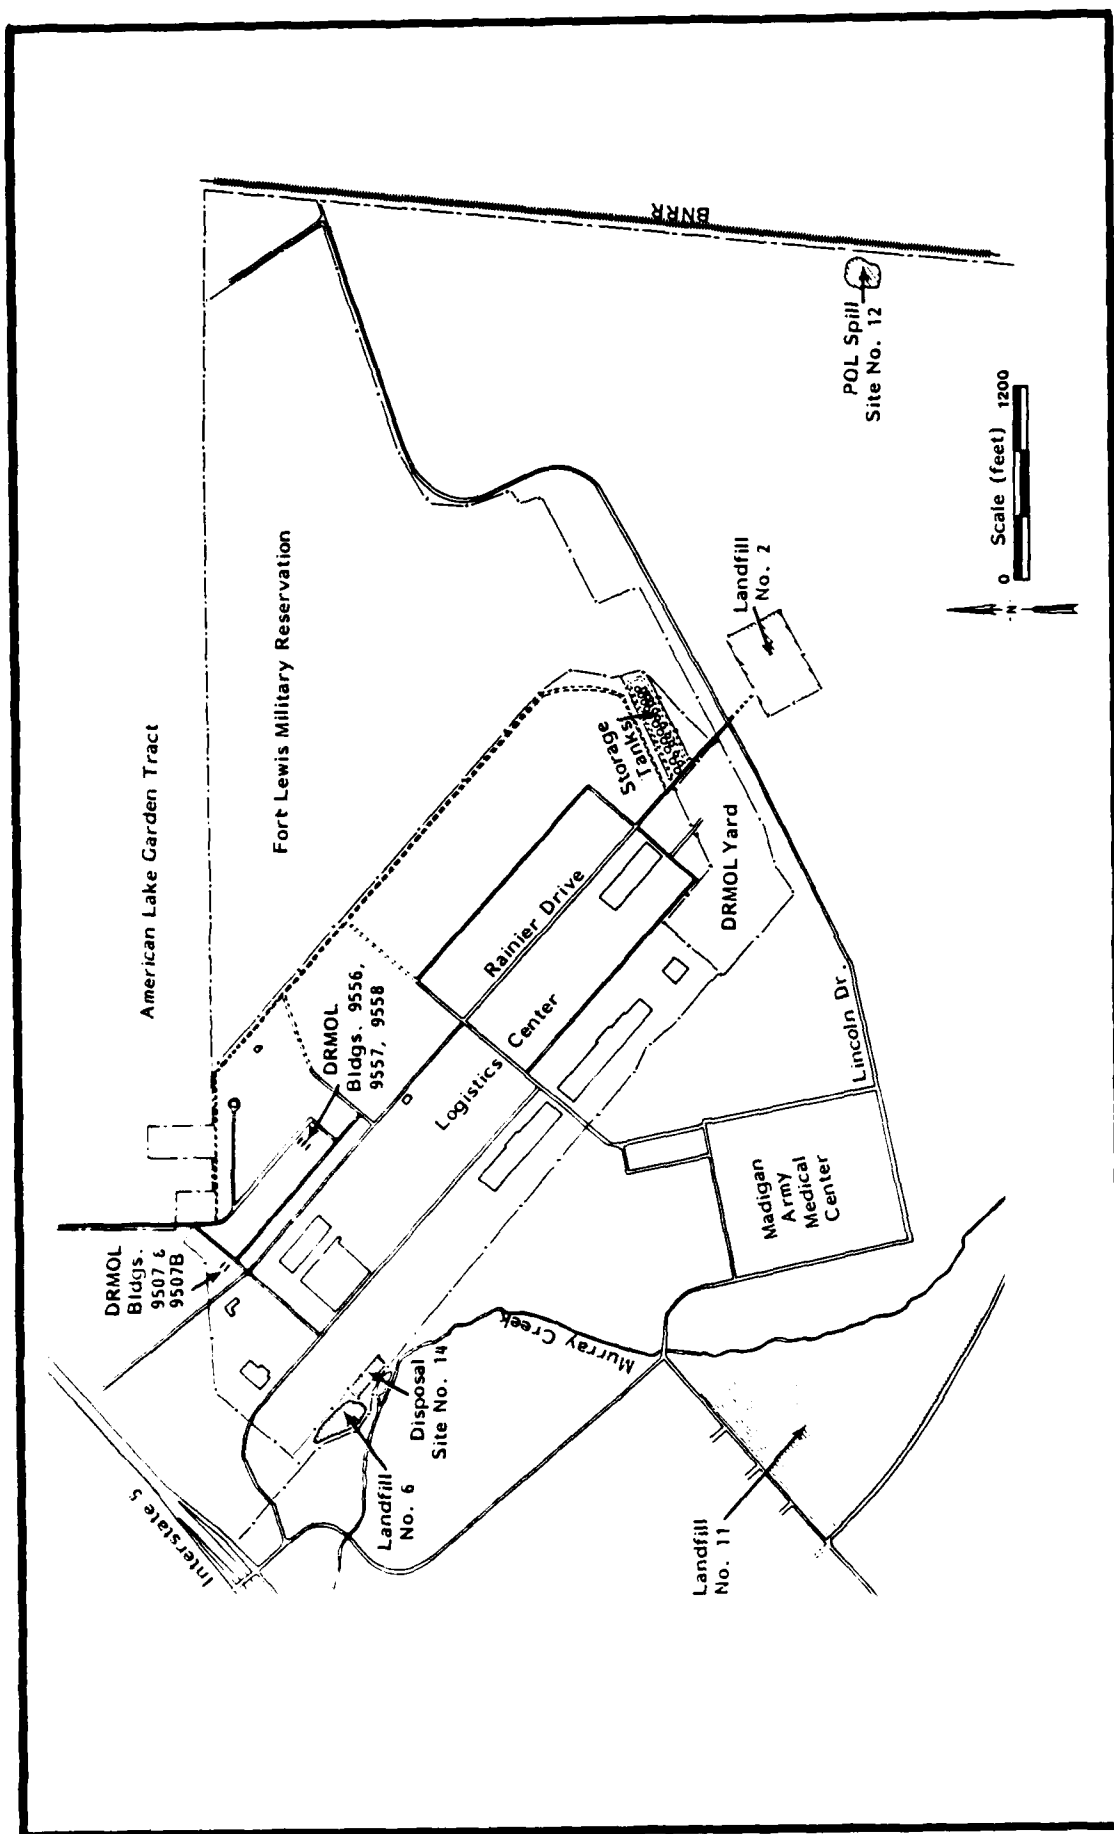 American Lake Garden Tract
Fort Lewis Military Reservation
BNRR
Interstate 5
DRMOL
Bldgs.
9507 &
9507B
DRMOL
Bldgs. 9556,
9557, 9558
Rainier Drive
Logistics Center
Storage
Tanks
DRMOL Yard
Landfill
No. 6
Disposal
Site No. 14
Murray Creek
Madigan
Army
Medical
Center
Lincoln Dr.
Landfill
No. 2
POL Spill
Site No. 12
Landfill
No. 11
N
0 Scale (feet) 1200